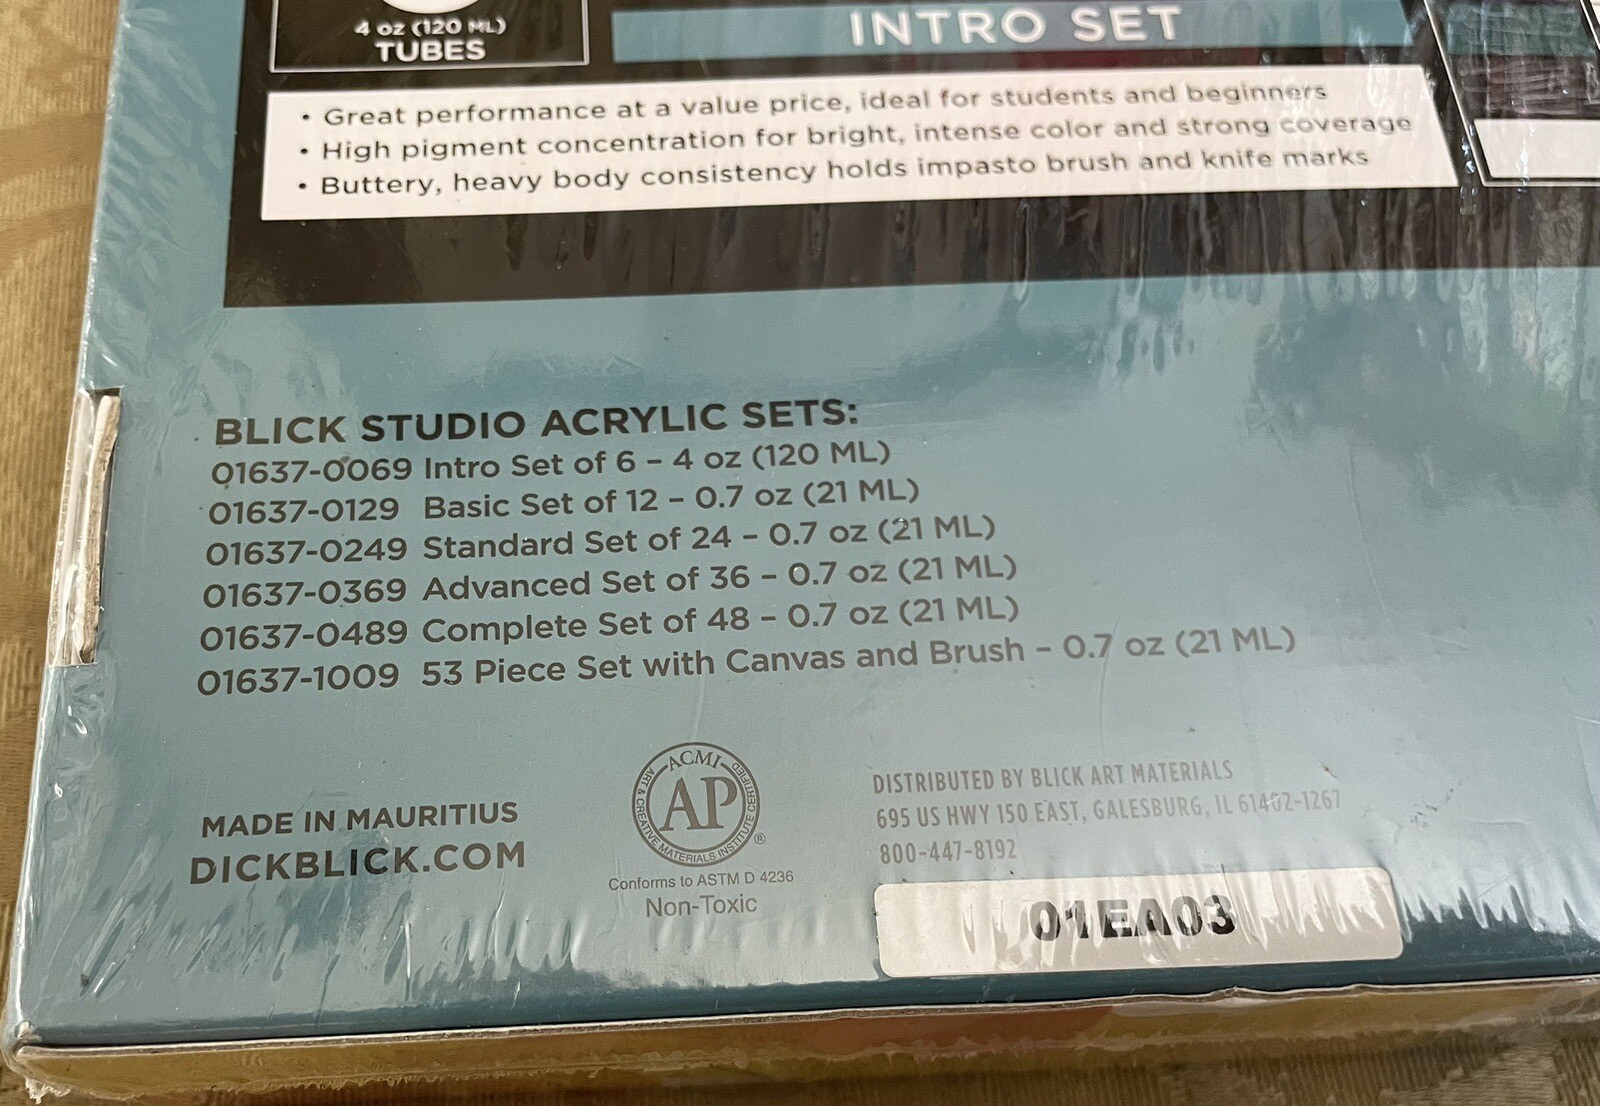 4 oz (120 ML)
TUBES
INTRO SET
• Great performance at a value price, ideal for students and beginners
• High pigment concentration for bright, intense color and strong coverage
• Buttery, heavy body consistency holds impasto brush and knife marks
BLICK STUDIO ACRYLIC SETS:
01637-0069 Intro Set of 6 – 4 oz (120 ML)
01637-0129 Basic Set of 12 – 0.7 oz (21 ML)
01637-0249 Standard Set of 24 – 0.7 oz (21 ML)
01637-0369 Advanced Set of 36 – 0.7 oz (21 ML)
01637-0489 Complete Set of 48 – 0.7 oz (21 ML)
01637-1009 53 Piece Set with Canvas and Brush – 0.7 oz (21 ML)
MADE IN MAURITIUS
DICKBLICK.COM
ACMI
AP
ART & CREATIVE MATERIALS INSTITUTE CERTIFIED
®
Conforms to ASTM D 4236
Non-Toxic
DISTRIBUTED BY BLICK ART MATERIALS
695 US HWY 150 EAST, GALESBURG, IL 61402-1267
800-447-8192
01EA03